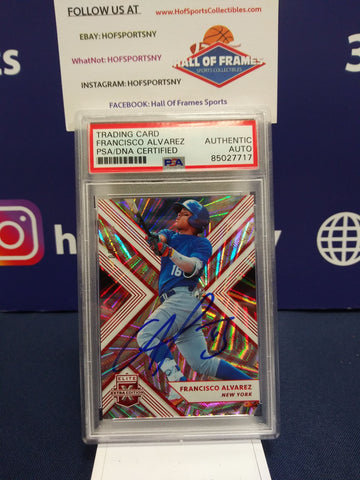 FOLLOW US AT
www.HofSportsCollectibles.com
EBAY: HOFSPORTSNY
WhatNot: HOFSPORTSNY
INSTAGRAM: HOFSPORTSNY
FACEBOOK: Hall Of Frames Sports
HALL OF FRAMES
SPORTS COLLECTIBLES
TRADING CARD
FRANCISCO ALVAREZ
PSA/DNA CERTIFIED
PSA
AUTHENTIC
AUTO
85027717
16
ELITE
EXTRA EDITION
FRANCISCO ALVAREZ
NEW YORK